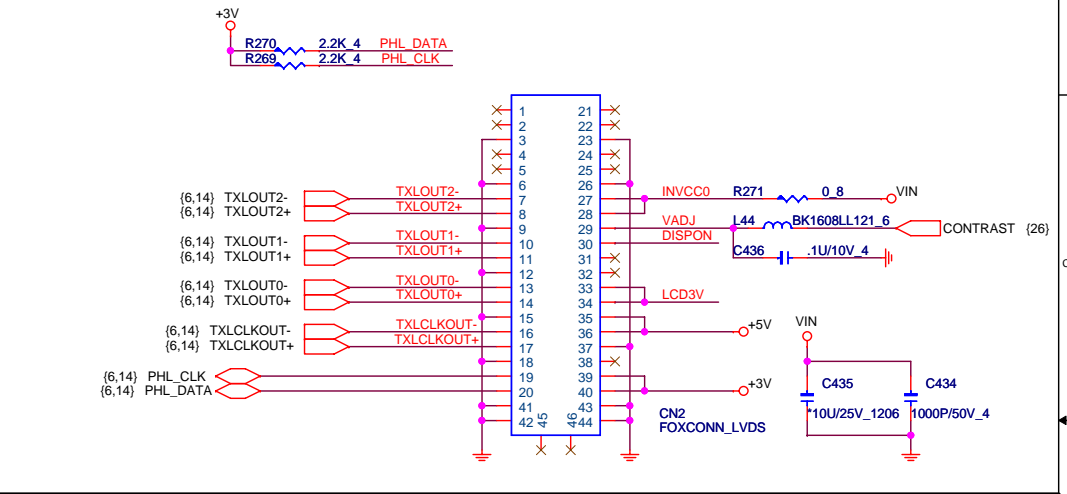 +3V
R270 2.2K_4 PHL_DATA
R269 2.2K_4 PHL_CLK
1 21
2 22
3 23
4 24
5 25
6 26
{6,14} TXLOUT2- TXLOUT2- 7 27 INVCC0 R271 0_8 VIN
{6,14} TXLOUT2+ TXLOUT2+ 8 28
9 29 VADJ L44 BK1608LL121_6 CONTRAST {26}
{6,14} TXLOUT1- TXLOUT1- 10 30 DISPON
{6,14} TXLOUT1+ TXLOUT1+ 11 31 C436 .1U/10V_4
12 32
{6,14} TXLOUT0- TXLOUT0- 13 33
{6,14} TXLOUT0+ TXLOUT0+ 14 34 LCD3V
15 35
{6,14} TXLCLKOUT- TXLCLKOUT- 16 36 +5V VIN
{6,14} TXLCLKOUT+ TXLCLKOUT+ 17 37
18 38
{6,14} PHL_CLK 19 39
{6,14} PHL_DATA 20 40 +3V C435 C434
41 43
42 45 46 44
CN2 *10U/25V_1206 1000P/50V_4
FOXCONN_LVDS